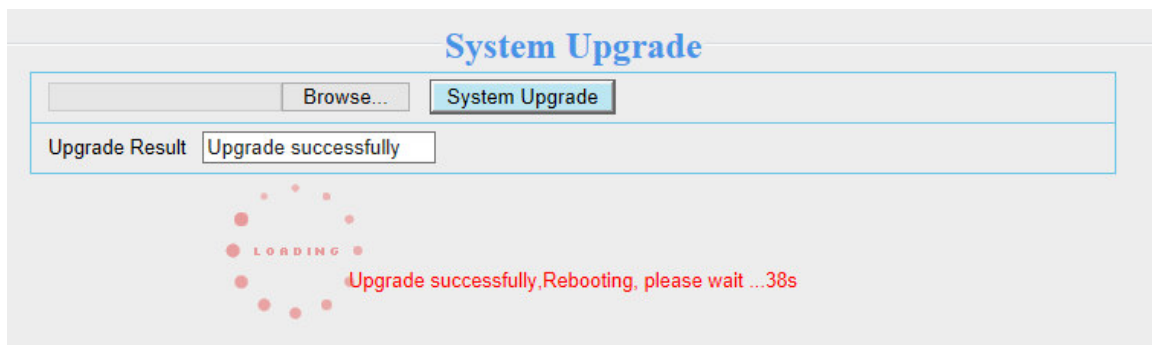 System Upgrade
Browse... System Upgrade
Upgrade Result Upgrade successfully
LOADING
Upgrade successfully,Rebooting, please wait ...38s